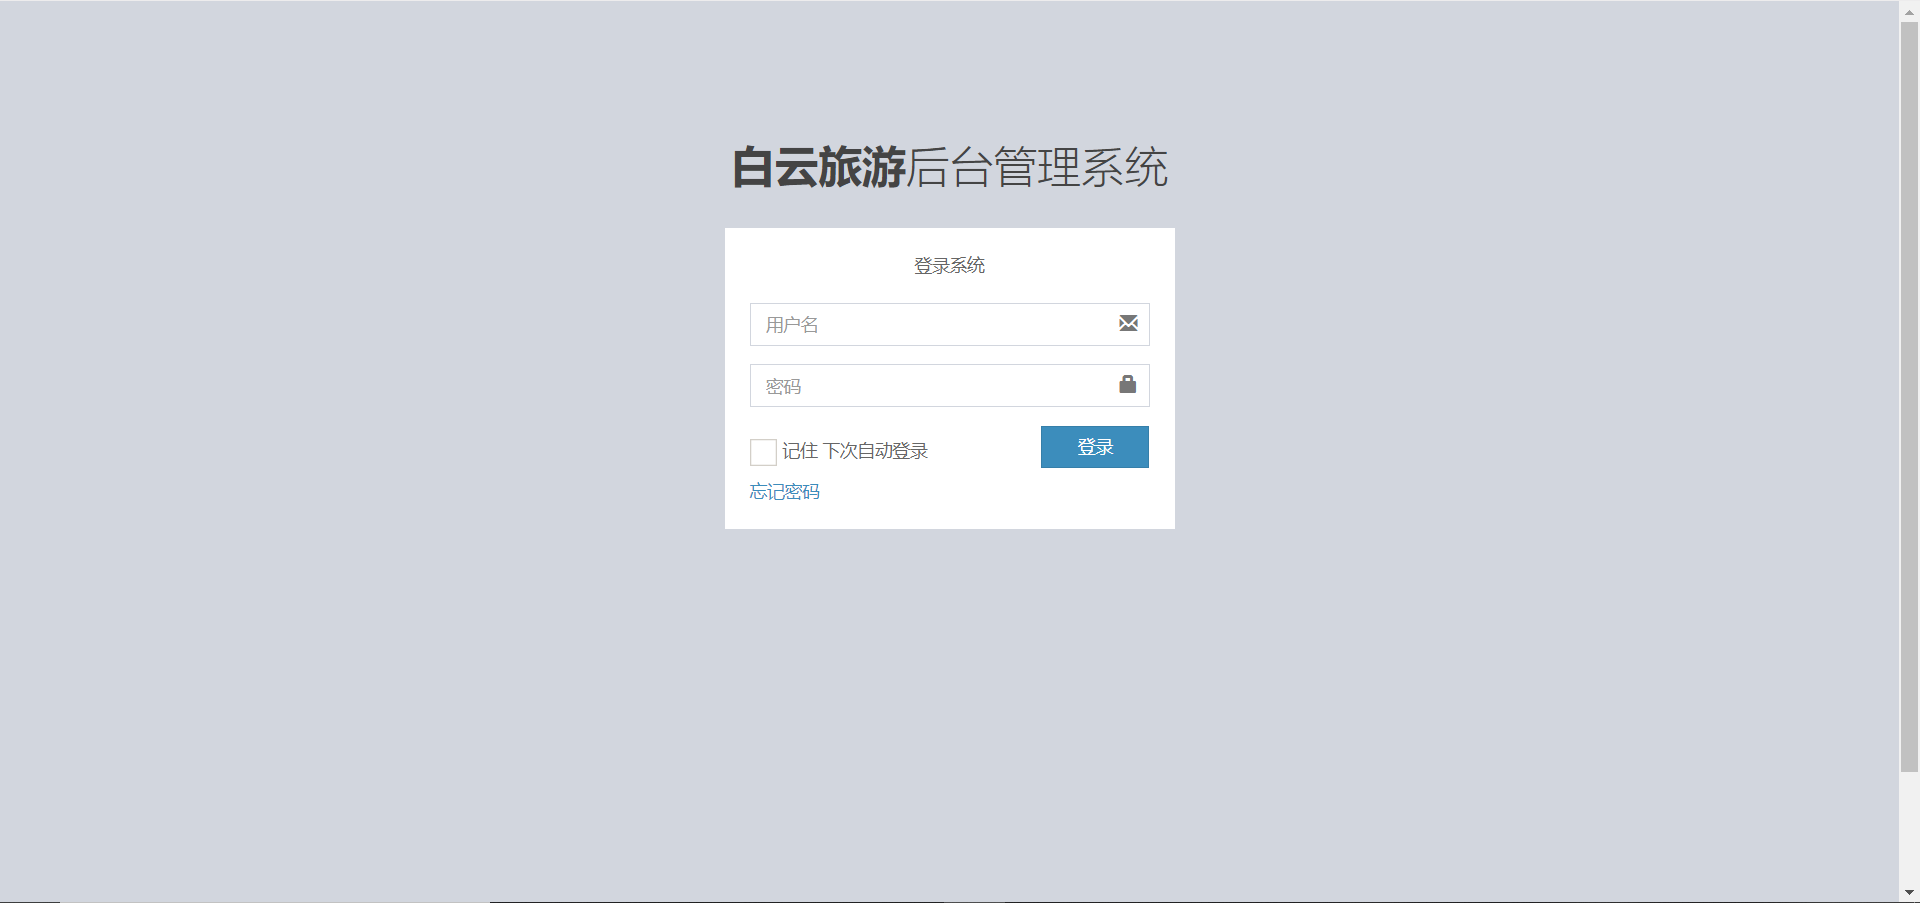 白云旅游后台管理系统
登录系统
用户名
密码
记住 下次自动登录
登录
忘记密码